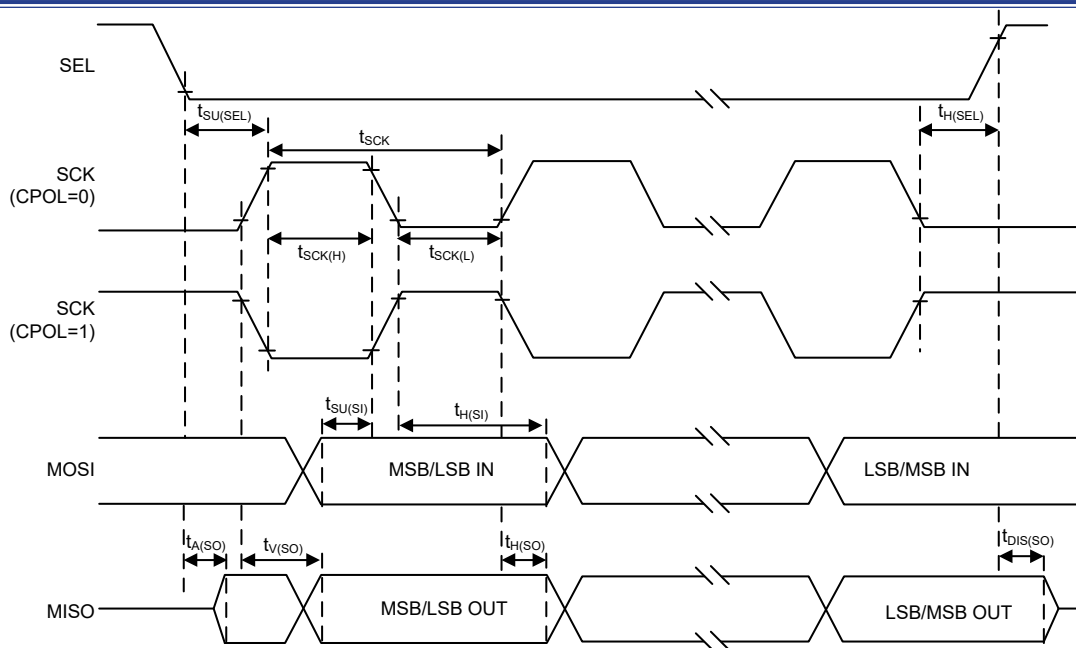 SEL
tSU(SEL)
tH(SEL)
tSCK
SCK
(CPOL=0)
tSCK(H)
tSCK(L)
SCK
(CPOL=1)
tSU(SI)
tH(SI)
MOSI
MSB/LSB IN
LSB/MSB IN
tA(SO)
tV(SO)
tH(SO)
tDIS(SO)
MISO
MSB/LSB OUT
LSB/MSB OUT